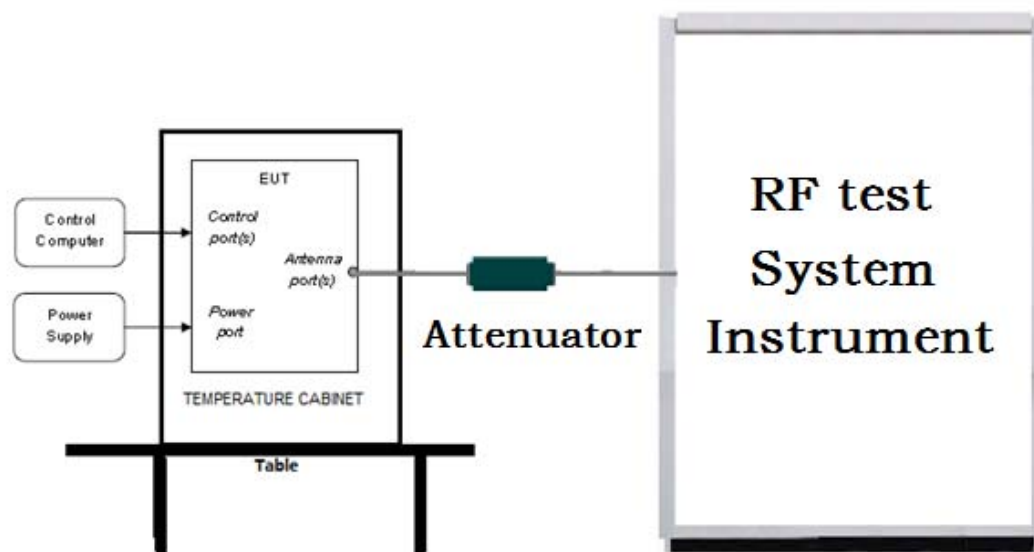 Control
Computer
Power
Supply
EUT
Control
port(s)
Antenna
port(s)
Power
port
TEMPERATURE CABINET
Table
Attenuator
RF test
System
Instrument